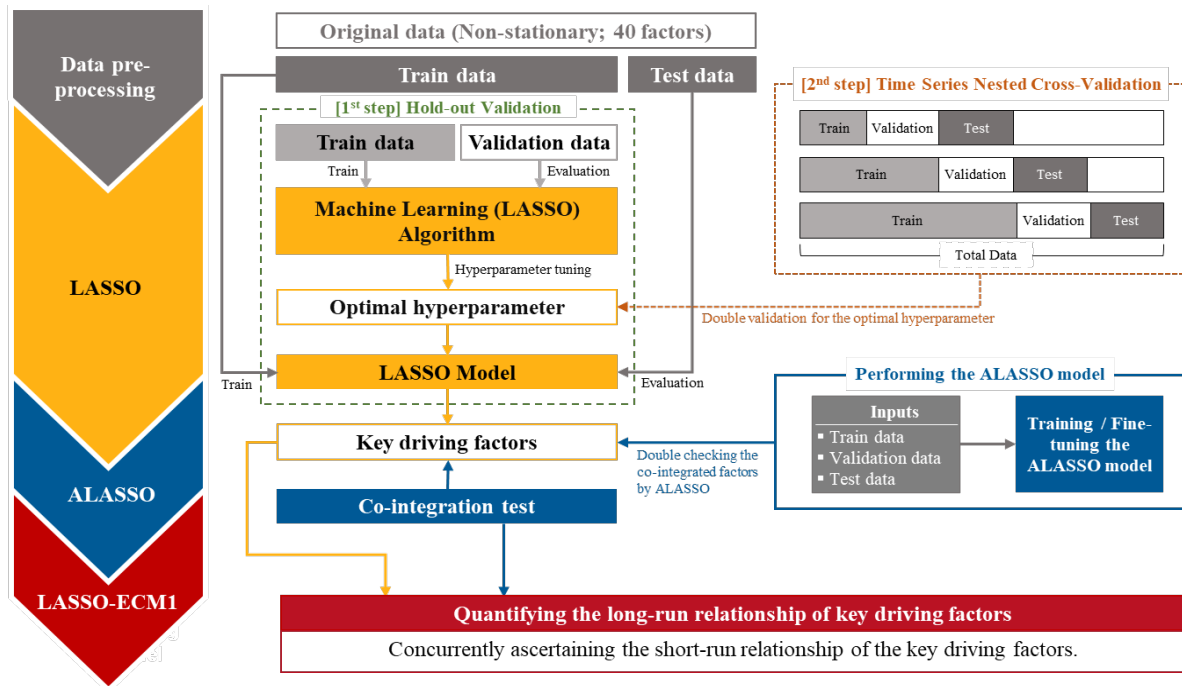 Data pre-
processing
LASSO
ALASSO
LASSO-ECM1
Original data (Non-stationary; 40 factors)
Train data
Test data
[1st step] Hold-out Validation
Train data
Validation data
Train
Evaluation
Machine Learning (LASSO)
Algorithm
Hyperparameter tuning
Optimal hyperparameter
LASSO Model
Train
Evaluation
Key driving factors
Co-integration test
[2nd step] Time Series Nested Cross-Validation
Train Validation Test
Train Validation Test
Train Validation Test
Total Data
Double validation for the optimal hyperparameter
Performing the ALASSO model
Inputs
▪ Train data
▪ Validation data
▪ Test data
Training / Fine-
tuning the
ALASSO model
Double checking the
co-integrated factors
by ALASSO
Quantifying the long-run relationship of key driving factors
Concurrently ascertaining the short-run relationship of the key driving factors.